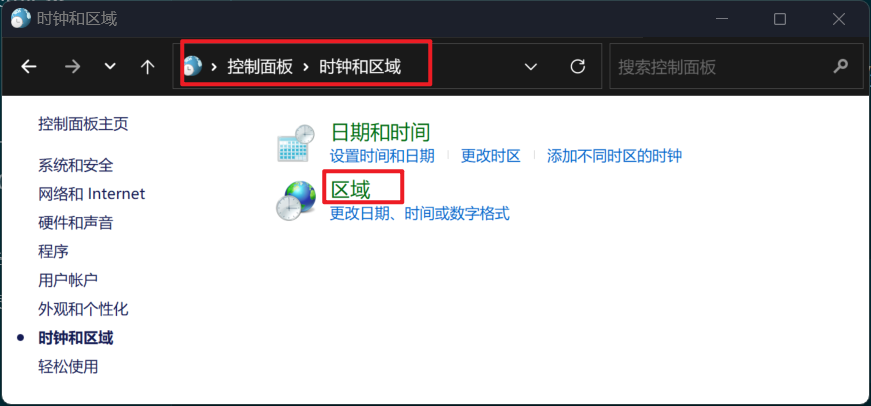 时钟和区域
控制面板 › 时钟和区域
搜索控制面板
控制面板主页
系统和安全
网络和 Internet
硬件和声音
程序
用户帐户
外观和个性化
时钟和区域
轻松使用
日期和时间
设置时间和日期 | 更改时区 | 添加不同时区的时钟
区域
更改日期、时间或数字格式